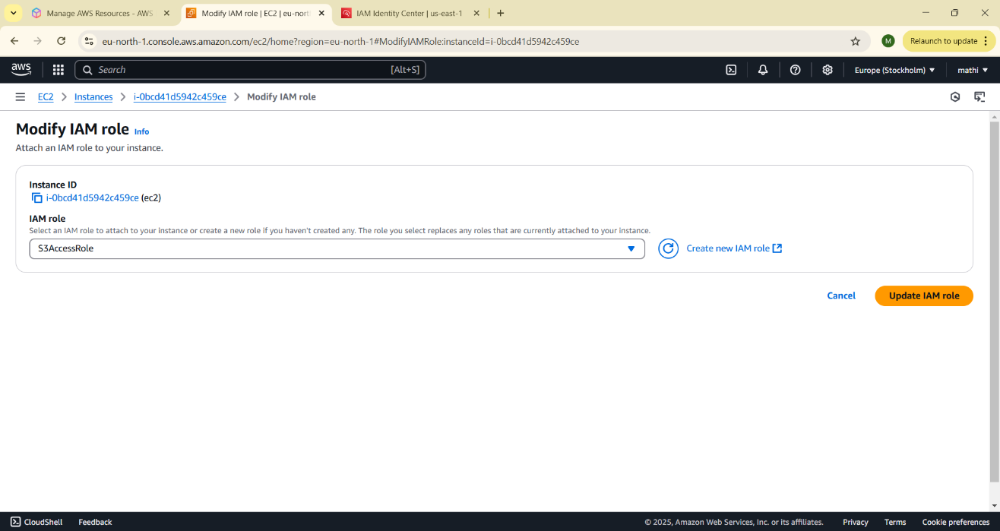 Manage AWS Resources - AWS
Modify IAM role | EC2 | eu-nort
IAM Identity Center | us-east-1
eu-north-1.console.aws.amazon.com/ec2/home?region=eu-north-1#ModifyIAMRole:instanceId=i-0bcd41d5942c459ce
M
Relaunch to update
aws
Search
[Alt+S]
Europe (Stockholm)
mathi
EC2
Instances
i-0bcd41d5942c459ce
Modify IAM role
Modify IAM role Info
Attach an IAM role to your instance.
Instance ID
i-0bcd41d5942c459ce (ec2)
IAM role
Select an IAM role to attach to your instance or create a new role if you haven't created any. The role you select replaces any roles that are currently attached to your instance.
S3AccessRole
Create new IAM role
Cancel
Update IAM role
CloudShell
Feedback
© 2025, Amazon Web Services, Inc. or its affiliates.
Privacy
Terms
Cookie preferences